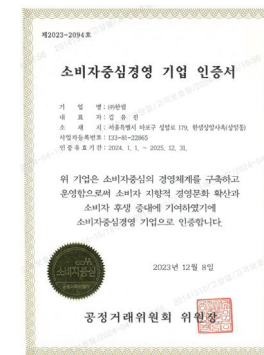 제2023-2094호
소비자중심경영 기업 인증서
기 업 명: ㈜한샘
대 표 자: 김 유 진
소 재 지: 서울특별시 마포구 성암로 179, 한샘상암사옥(상암동)
사업자등록번호: 133-81-22865
인증유효기간: 2024. 1. 1. ~ 2025. 12. 31.
위 기업은 소비자중심의 경영체계를 구축하고
운영함으로써 소비자 지향적 경영문화 확산과
소비자 후생 증대에 기여하였기에
소비자중심경영 기업으로 인증합니다.
2023년 12월 8일
소비자중심
공정거래위원회 위원장